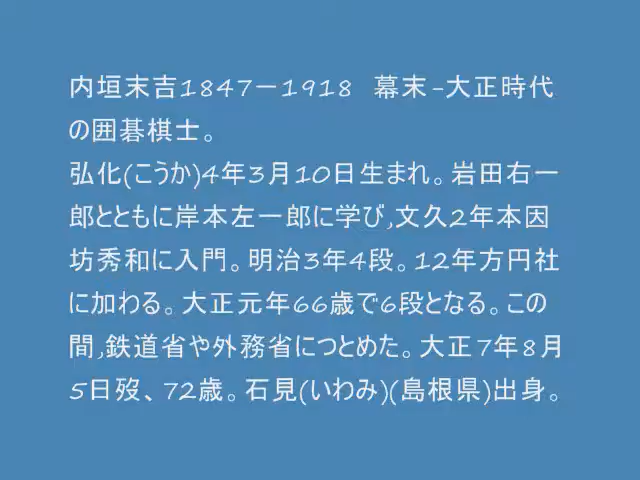 内垣末吉1847ー1918　幕末-大正時代
の囲碁棋士。
弘化(こうか)4年3月10日生まれ。岩田右一
郎とともに岸本左一郎に学び,文久2年本因
坊秀和に入門。明治3年4段。12年方円社
に加わる。大正元年66歳で6段となる。この
間,鉄道省や外務省につとめた。大正7年8月
5日歿、72歳。石見(いわみ)(島根県)出身。